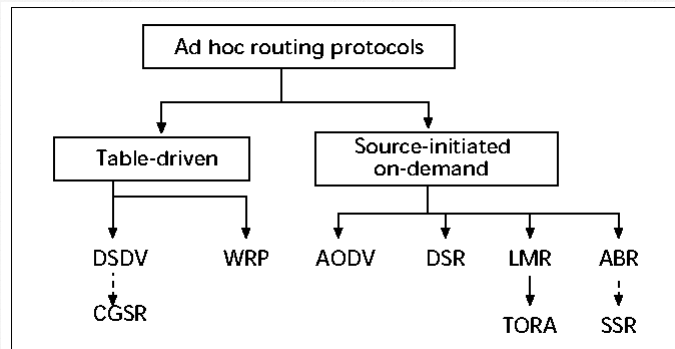 Ad hoc routing protocols
Table-driven
Source-initiated
on-demand
DSDV
WRP
AODV
DSR
LMR
ABR
CGSR
TORA
SSR